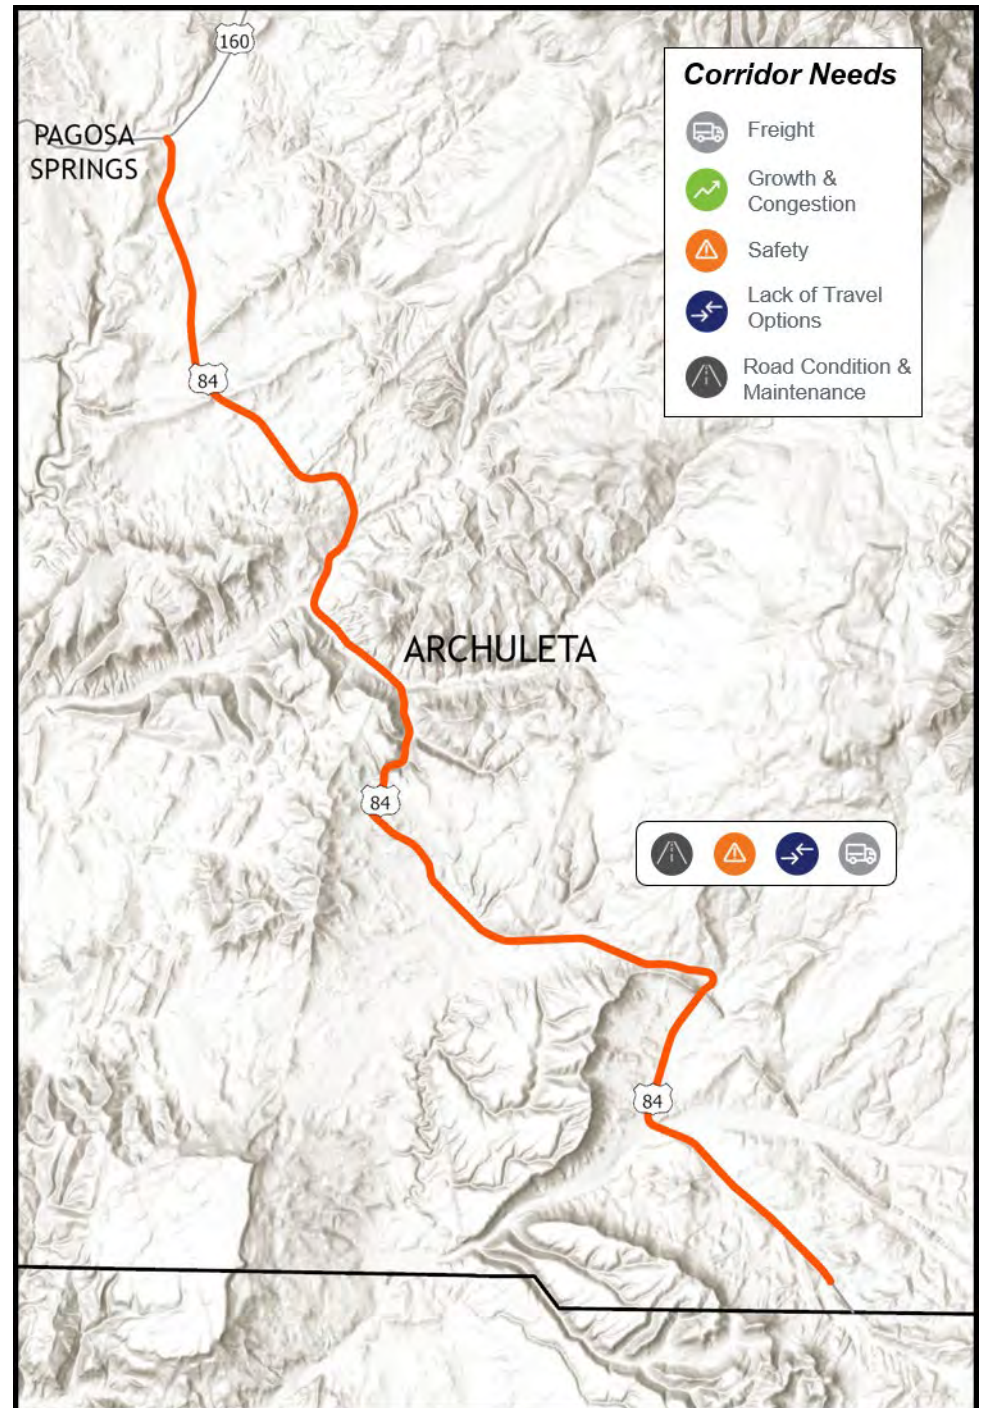 160
Corridor Needs
PAGOSA
SPRINGS
Freight
Growth &
Congestion
Safety
Lack of Travel
Options
Road Condition &
Maintenance
84
ARCHULETA
84
84